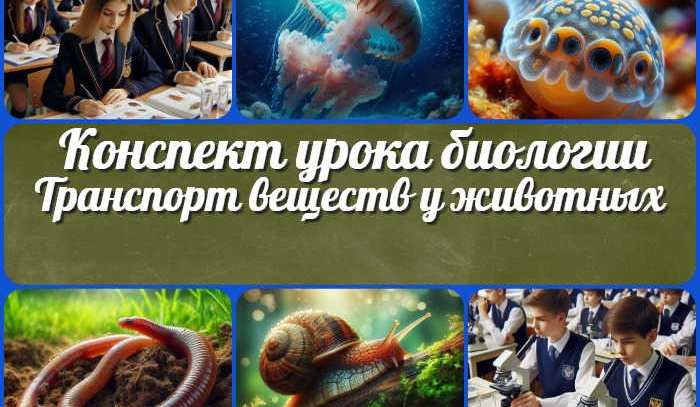 Конспект урока биологии
Транспорт веществ у животных